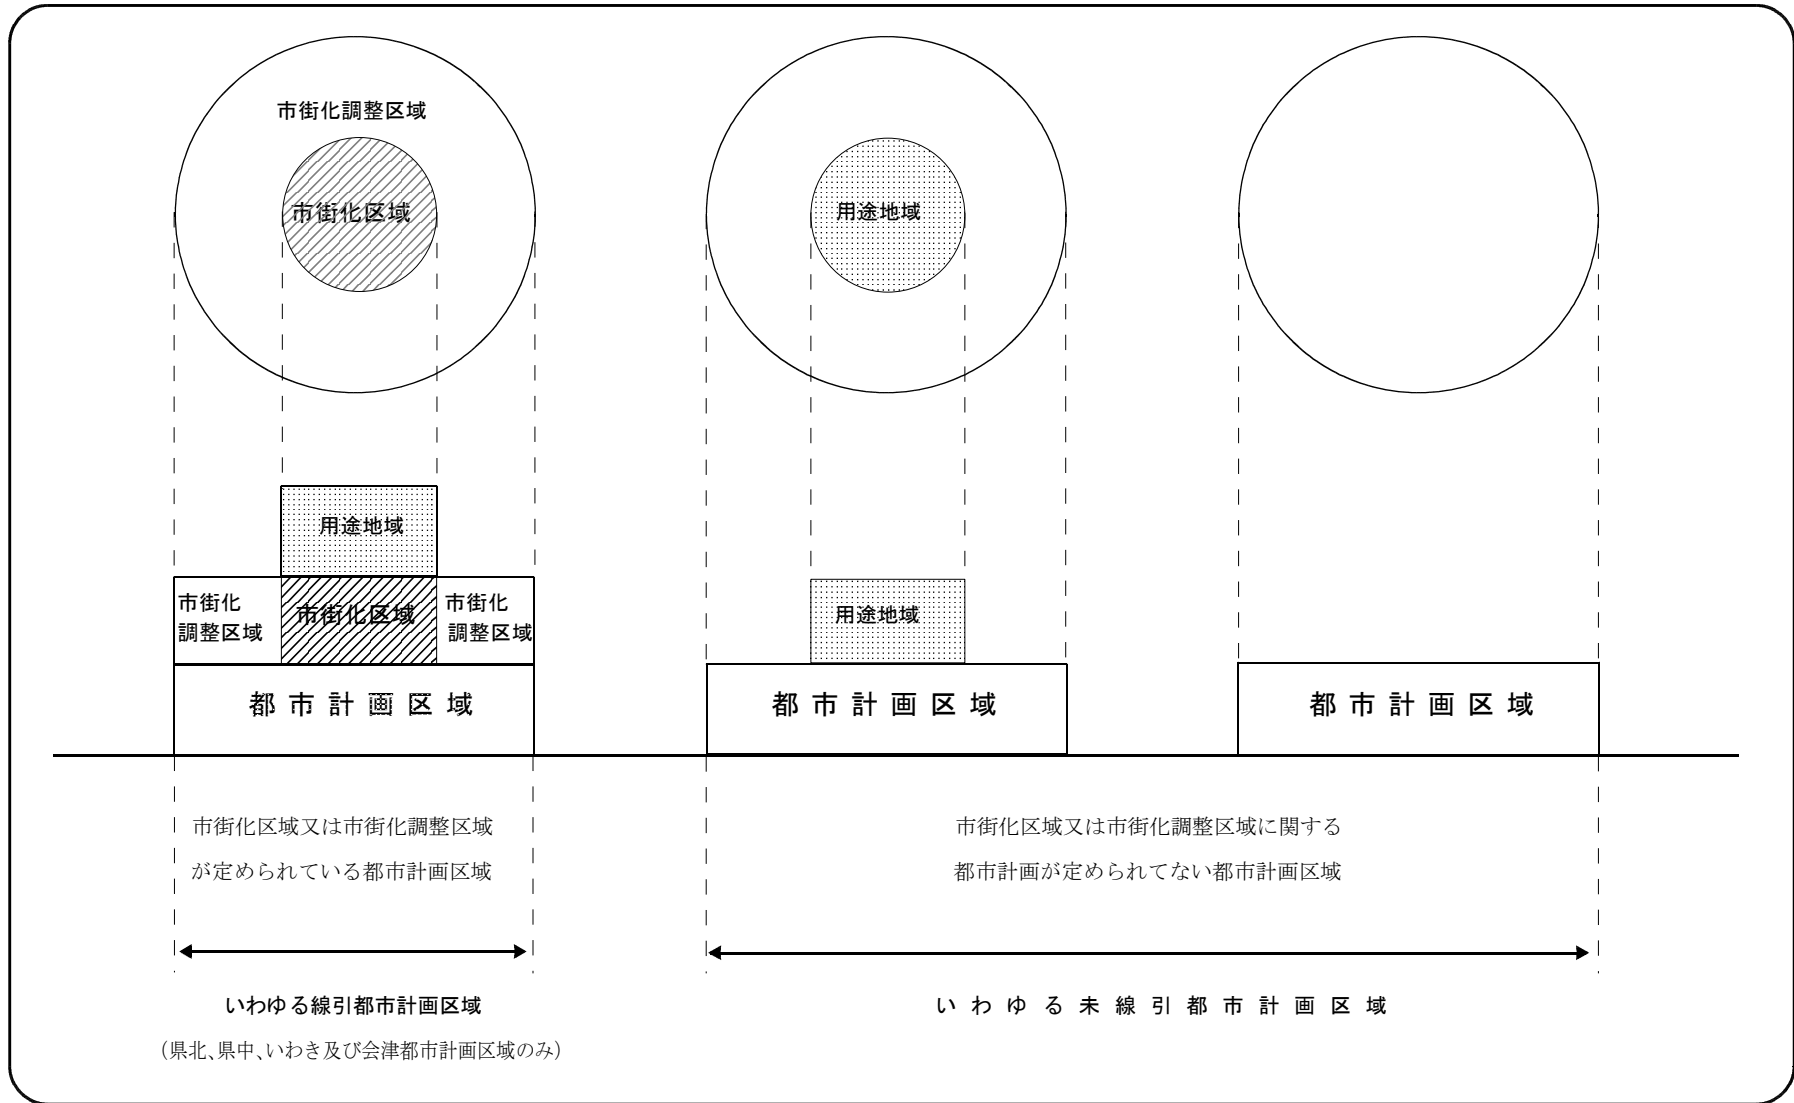 市街化調整区域
市街化区域
用途地域
用途地域
市街化
調整区域
市街化区域
市街化
調整区域
用途地域
都市計画区域
都市計画区域
都市計画区域
市街化区域又は市街化調整区域
が定められている都市計画区域
市街化区域又は市街化調整区域に関する
都市計画が定められてない都市計画区域
いわゆる線引都市計画区域
（県北、県中、いわき及び会津都市計画区域のみ）
いわゆる未線引都市計画区域